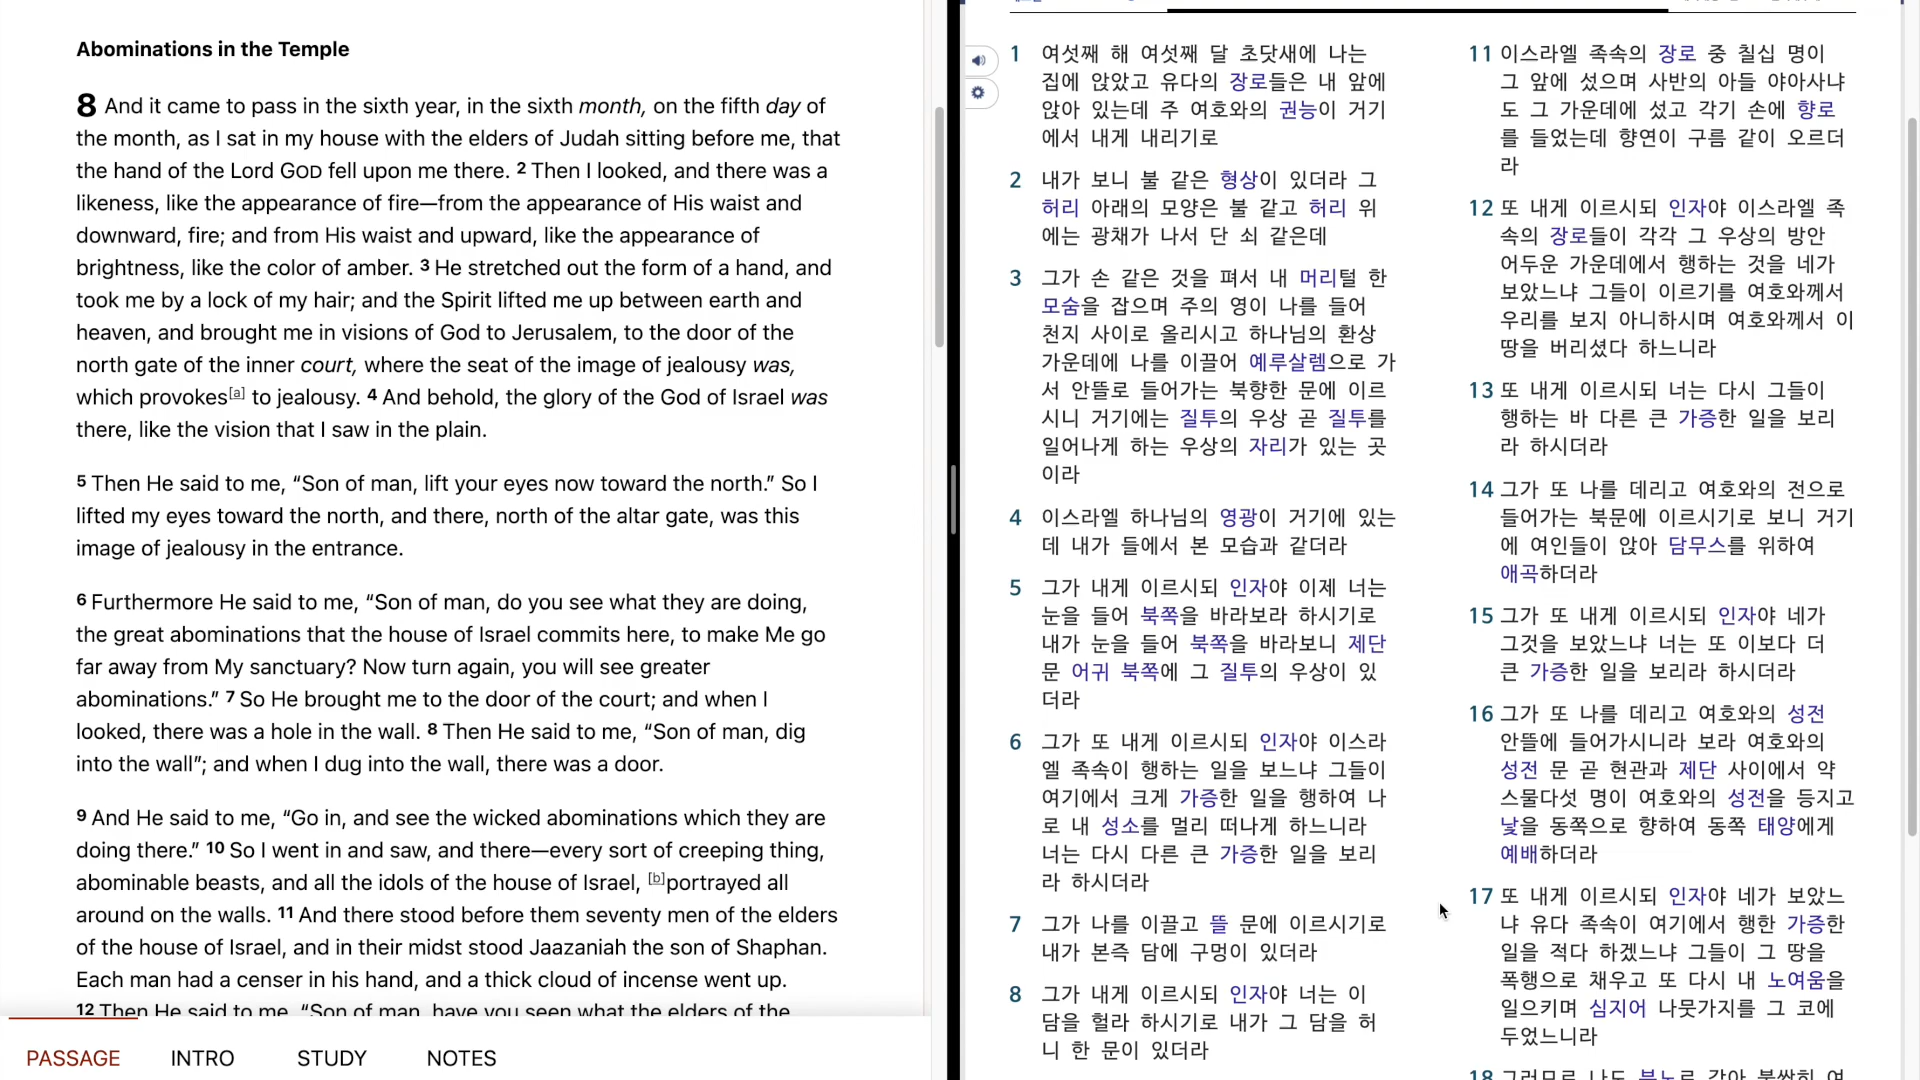 Abominations in the Temple
8 And it came to pass in the sixth year, in the sixth month, on the fifth day of
the month, as I sat in my house with the elders of Judah sitting before me, that
the hand of the Lord GOD fell upon me there. 2 Then I looked, and there was a
likeness, like the appearance of fire—from the appearance of His waist and
downward, fire; and from His waist and upward, like the appearance of
brightness, like the color of amber. 3 He stretched out the form of a hand, and
took me by a lock of my hair; and the Spirit lifted me up between earth and
heaven, and brought me in visions of God to Jerusalem, to the door of the
north gate of the inner court, where the seat of the image of jealousy was,
which provokes[a] to jealousy. 4 And behold, the glory of the God of Israel was
there, like the vision that I saw in the plain.
5 Then He said to me, “Son of man, lift your eyes now toward the north.” So I
lifted my eyes toward the north, and there, north of the altar gate, was this
image of jealousy in the entrance.
6 Furthermore He said to me, “Son of man, do you see what they are doing,
the great abominations that the house of Israel commits here, to make Me go
far away from My sanctuary? Now turn again, you will see greater
abominations.” 7 So He brought me to the door of the court; and when I
looked, there was a hole in the wall. 8 Then He said to me, “Son of man, dig
into the wall”; and when I dug into the wall, there was a door.
9 And He said to me, “Go in, and see the wicked abominations which they are
doing there.” 10 So I went in and saw, and there—every sort of creeping thing,
abominable beasts, and all the idols of the house of Israel, [b]portrayed all
around on the walls. 11 And there stood before them seventy men of the elders
of the house of Israel, and in their midst stood Jaazaniah the son of Shaphan.
Each man had a censer in his hand, and a thick cloud of incense went up.
12 Then He said to me, “Son of man, have you seen what the elders of the
PASSAGE INTRO STUDY NOTES
1 여섯째 해 여섯째 달 초닷새에 나는
집에 앉았고 유다의 장로들은 내 앞에
앉아 있는데 주 여호와의 권능이 거기
에서 내게 내리기로
2 내가 보니 불 같은 형상이 있더라 그
허리 아래의 모양은 불 같고 허리 위
에는 광채가 나서 단 쇠 같은데
3 그가 손 같은 것을 펴서 내 머리털 한
모숨을 잡으며 주의 영이 나를 들어
천지 사이로 올리시고 하나님의 환상
가운데에 나를 이끌어 예루살렘으로 가
서 안뜰로 들어가는 북향한 문에 이르
시니 거기에는 질투의 우상 곧 질투를
일어나게 하는 우상의 자리가 있는 곳
이라
4 이스라엘 하나님의 영광이 거기에 있는
데 내가 들에서 본 모습과 같더라
5 그가 내게 이르시되 인자야 이제 너는
눈을 들어 북쪽을 바라보라 하시기로
내가 눈을 들어 북쪽을 바라보니 제단
문 어귀 북쪽에 그 질투의 우상이 있
더라
6 그가 또 내게 이르시되 인자야 이스라
엘 족속이 행하는 일을 보느냐 그들이
여기에서 크게 가증한 일을 행하여 나
로 내 성소를 멀리 떠나게 하느니라
너는 다시 다른 큰 가증한 일을 보리
라 하시더라
7 그가 나를 이끌고 뜰 문에 이르시기로
내가 본즉 담에 구멍이 있더라
8 그가 내게 이르시되 인자야 너는 이
담을 헐라 하시기로 내가 그 담을 허
니 한 문이 있더라
11 이스라엘 족속의 장로 중 칠십 명이
그 앞에 섰으며 사반의 아들 야아사냐
도 그 가운데에 섰고 각기 손에 향로
를 들었는데 향연이 구름 같이 오르더
라
12 또 내게 이르시되 인자야 이스라엘 족
속의 장로들이 각각 그 우상의 방안
어두운 가운데에서 행하는 것을 네가
보았느냐 그들이 이르기를 여호와께서
우리를 보지 아니하시며 여호와께서 이
땅을 버리셨다 하느니라
13 또 내게 이르시되 너는 다시 그들이
행하는 바 다른 큰 가증한 일을 보리
라 하시더라
14 그가 또 나를 데리고 여호와의 전으로
들어가는 북문에 이르시기로 보니 거기
에 여인들이 앉아 담무스를 위하여
애곡하더라
15 그가 또 내게 이르시되 인자야 네가
그것을 보았느냐 너는 또 이보다 더
큰 가증한 일을 보리라 하시더라
16 그가 또 나를 데리고 여호와의 성전
안뜰에 들어가시니라 보라 여호와의
성전 문 곧 현관과 제단 사이에서 약
스물다섯 명이 여호와의 성전을 등지고
낯을 동쪽으로 향하여 동쪽 태양에게
예배하더라
17 또 내게 이르시되 인자야 네가 보았느
냐 유다 족속이 여기에서 행한 가증한
일을 적다 하겠느냐 그들이 그 땅을
폭행으로 채우고 또 다시 내 노여움을
일으키며 심지어 나뭇가지를 그 코에
두었느니라
18 그러므로 나도 분노로 갚아 불쌍히 여